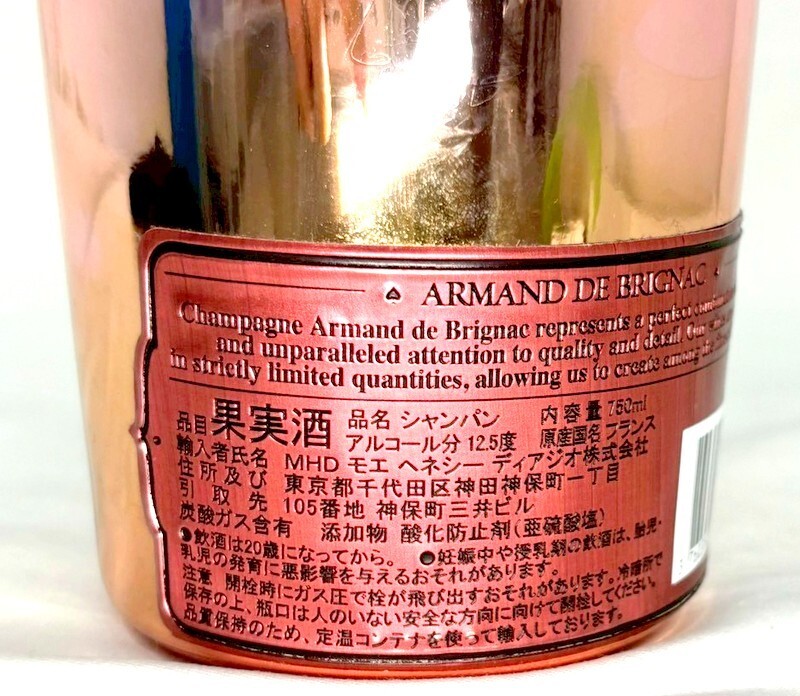 ARMAND DE BRIGNAC
Champagne Armand de Brignac represents a perfect
and unparalleled attention to quality and detail. Our
in strictly limited quantities, allowing us to create among the
品目 果実酒 品名 シャンパン 内容量 750ml
アルコール分 12.5度 原産国名 フランス
輸入者氏名 MHD モエ ヘネシー ディアジオ株式会社
住所及び 東京都千代田区神田神保町一丁目
引取先 105番地 神保町三井ビル
炭酸ガス含有 添加物 酸化防止剤(亜硫酸塩)
●飲酒は20歳になってから。 ●妊娠中や授乳期の飲酒は、胎児・
乳児の発育に悪影響を与えるおそれがあります。
注意 開栓時にガス圧で栓が飛び出すおそれがあります。冷蔵所で
保存の上、瓶口は人のいない安全な方向に向けて開栓してください。
品質保持のため、定温コンテナを使って輸入しております。